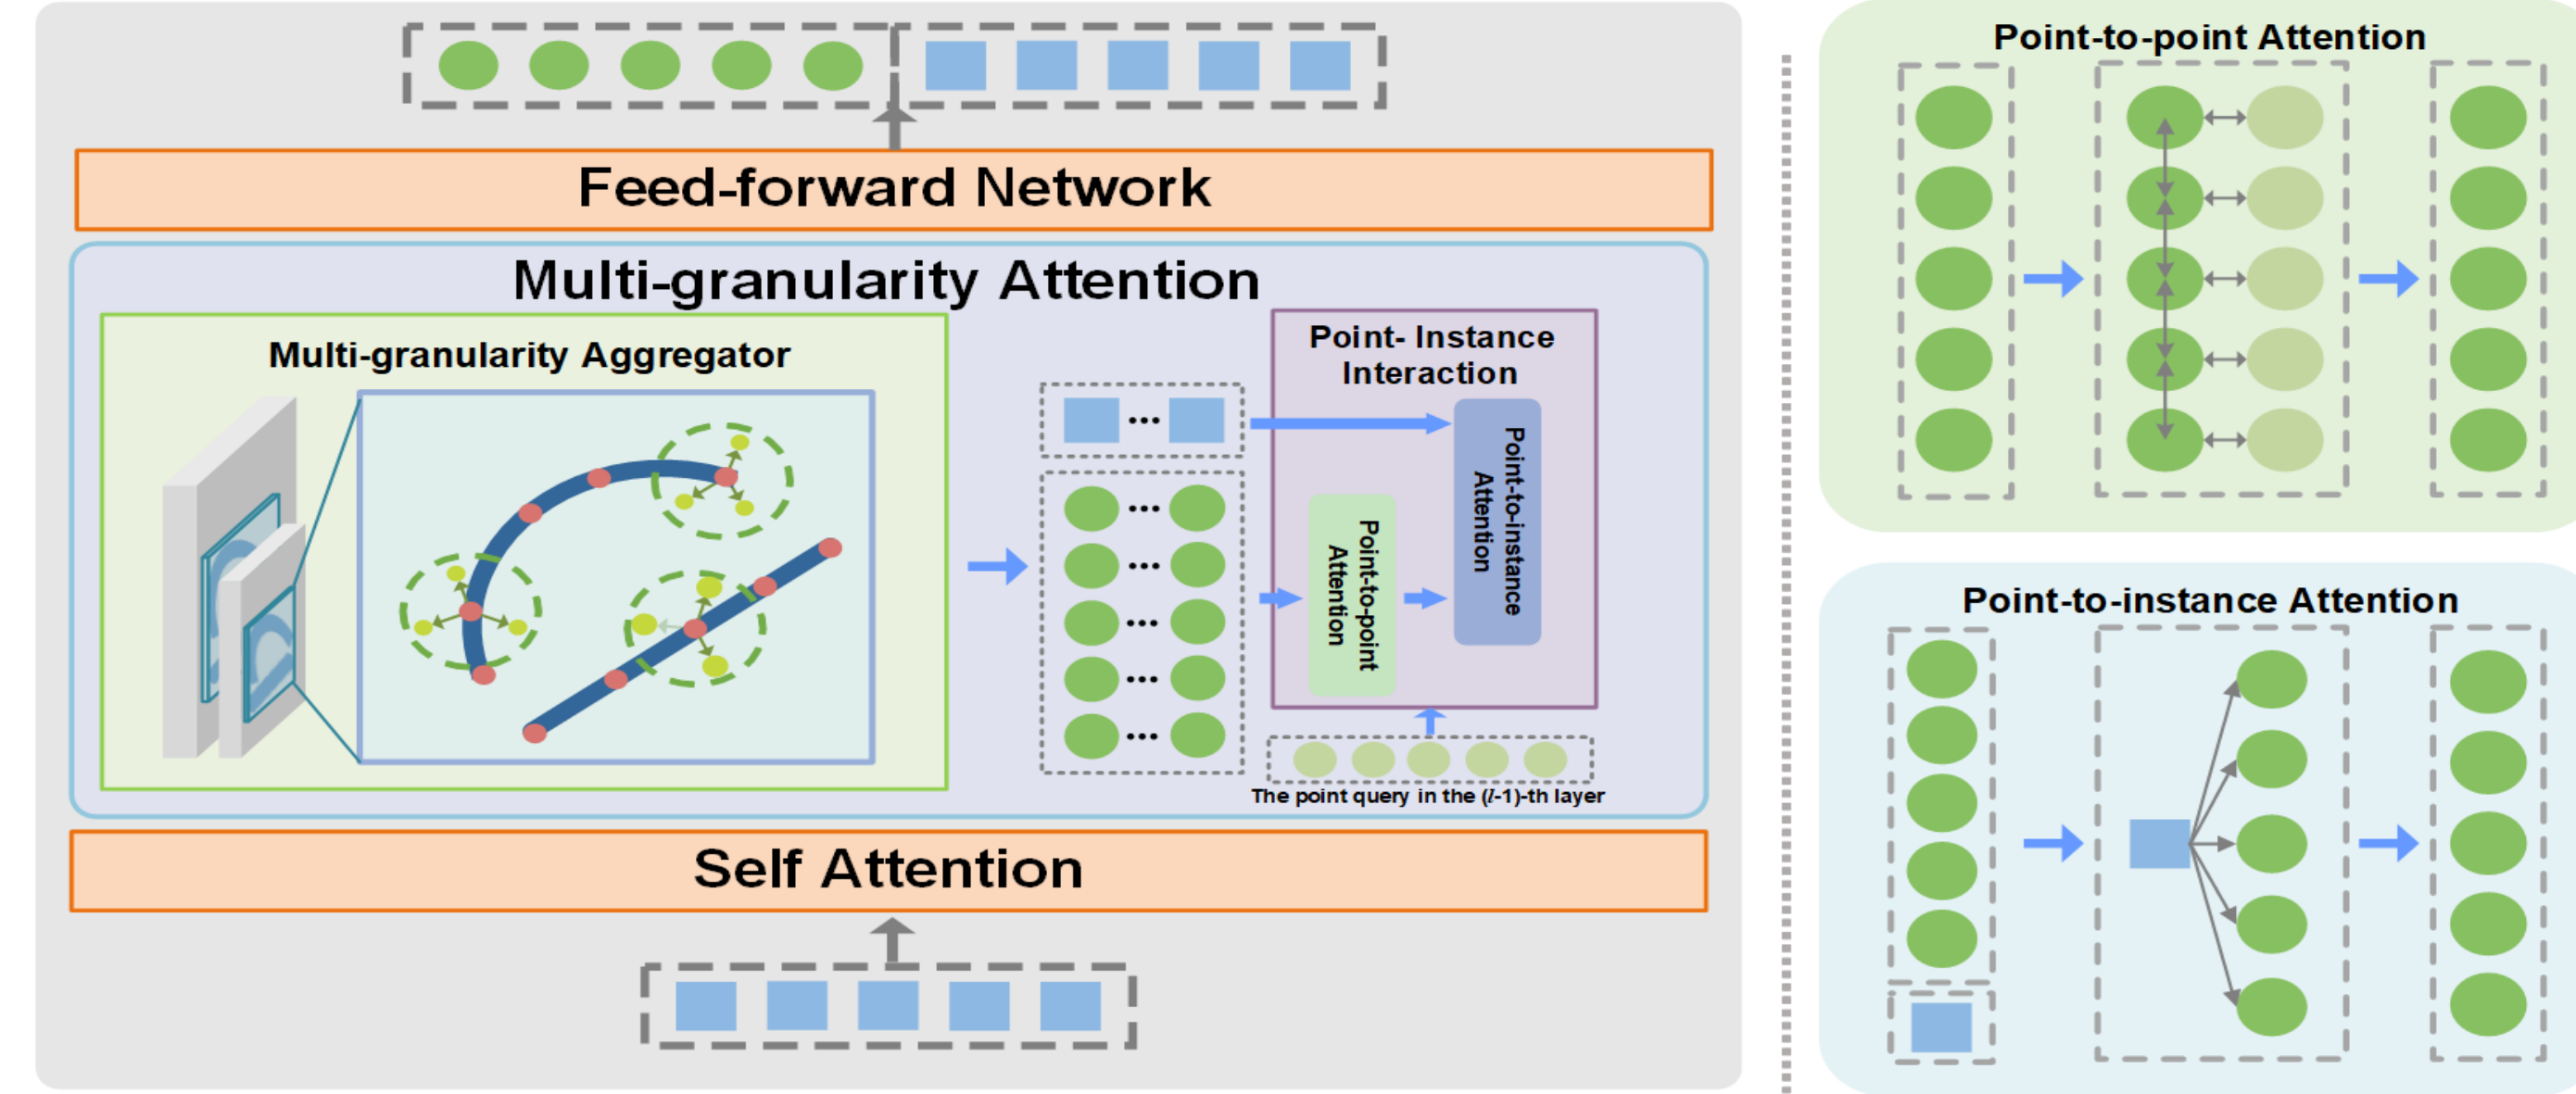 Feed-forward Network
Multi-granularity Attention
Multi-granularity Aggregator
Point- Instance
Interaction
Point-to-point
Attention
Point-to-instance
Attention
The point query in the (l-1)-th layer
Self Attention
Point-to-point Attention
Point-to-instance Attention